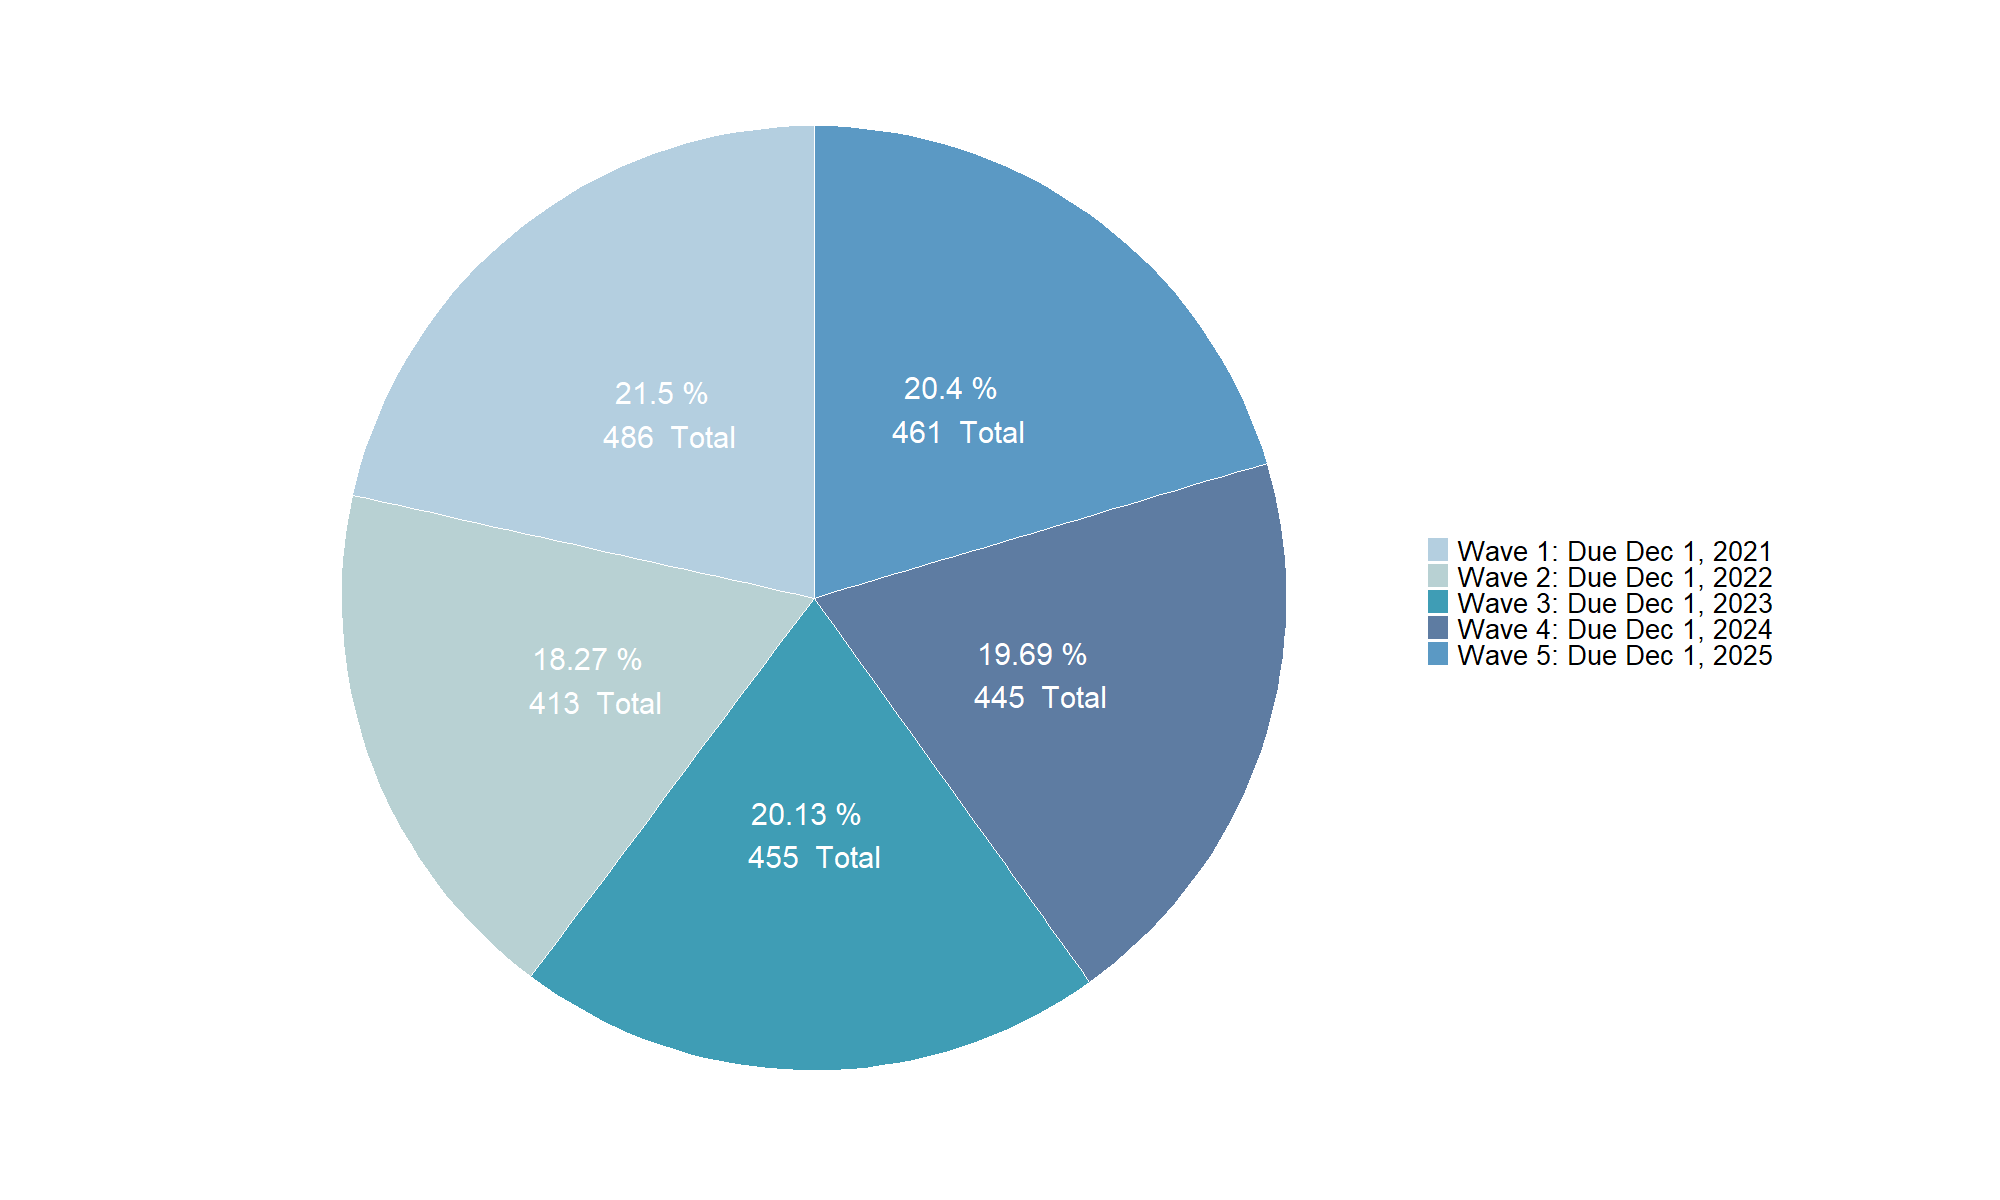 21.5 %
486  Total
20.4 %
461  Total
18.27 %
413  Total
19.69 %
445  Total
20.13 %
455  Total
Wave 1: Due Dec 1, 2021
Wave 2: Due Dec 1, 2022
Wave 3: Due Dec 1, 2023
Wave 4: Due Dec 1, 2024
Wave 5: Due Dec 1, 2025